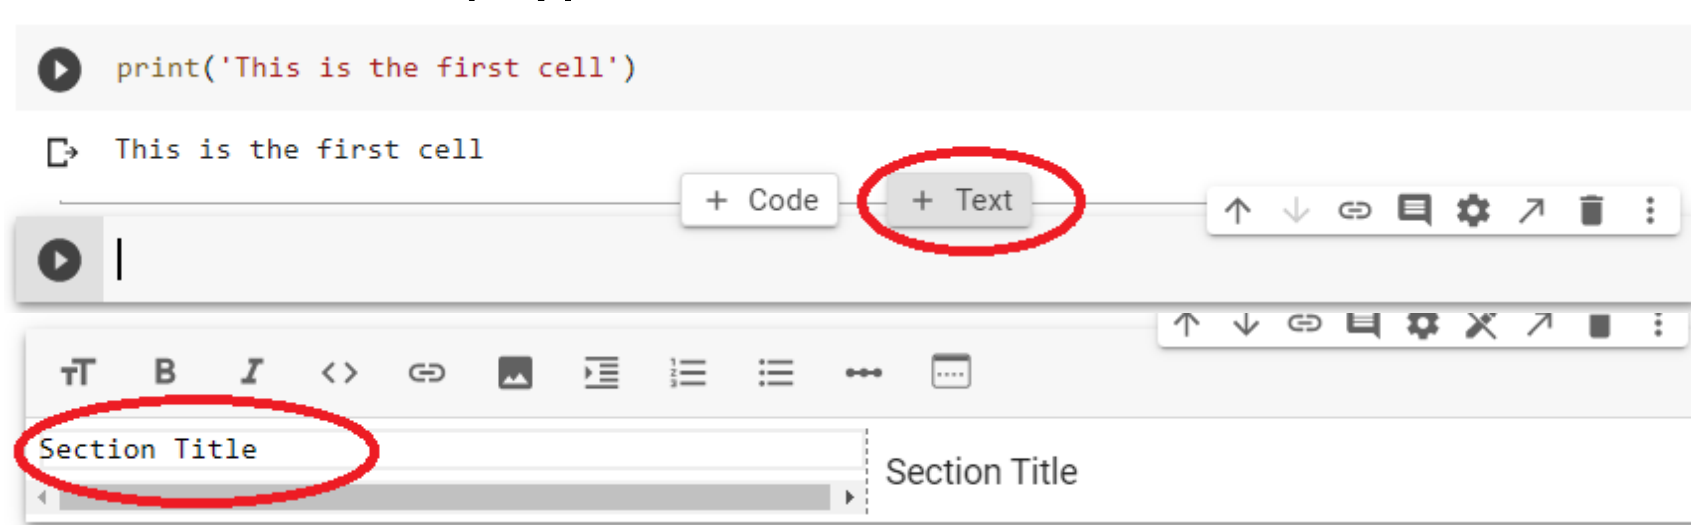 print('This is the first cell')
This is the first cell
+ Code + Text
Section Title
Section Title